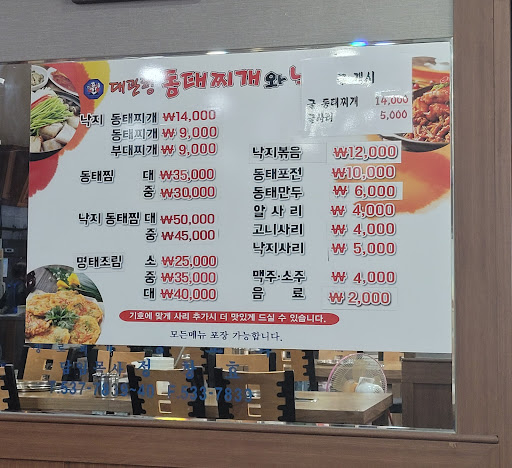 대관령 동태찌개와 낙
개시
굴 동태찌개 14,000
굴사리 5,000
낙지 동태찌개 ₩14,000
동태찌개 ₩ 9,000
부대찌개 ₩ 9,000
동태찜 대 ₩35,000
중 ₩30,000
낙지 동태찜 대 ₩50,000
중 ₩45,000
명태조림 소 ₩25,000
중 ₩35,000
대 ₩40,000
낙지볶음 ₩12,000
동태포전 ₩10,000
동태만두 ₩ 6,000
알 사 리 ₩ 4,000
고니사리 ₩ 4,000
낙지사리 ₩ 5,000
맥주·소주 ₩ 4,000
음 료 ₩ 2,000
기호에 맞게 사리 추가시 더 맛있게 드실 수 있습니다.
모든메뉴 포장 가능합니다.